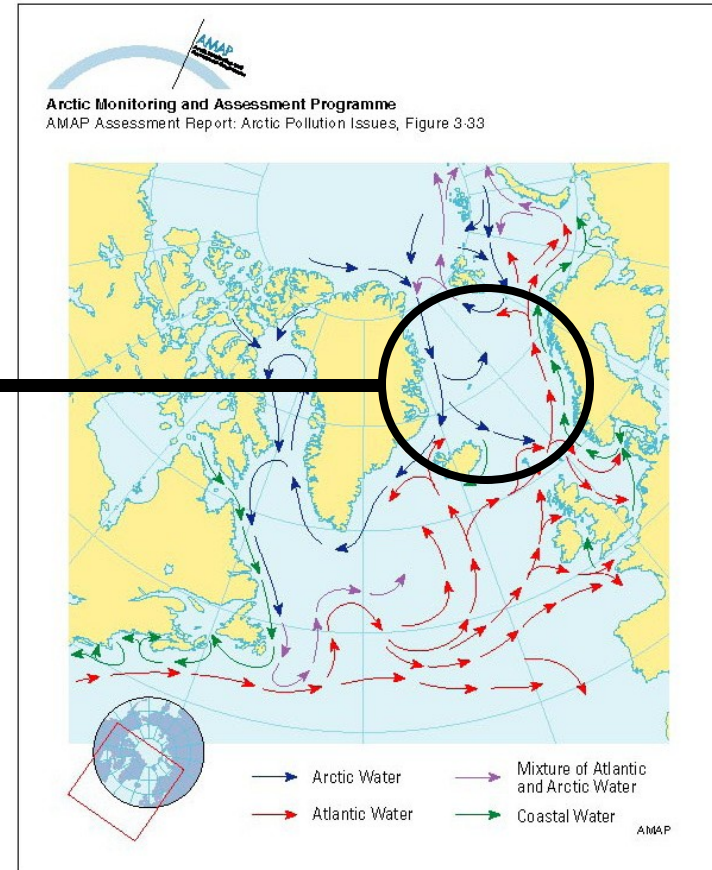 AMAP
Arctic Monitoring and Assessment Programme
AMAP Assessment Report: Arctic Pollution Issues, Figure 3·33
Arctic Water
Mixture of Atlantic
and Arctic Water
Atlantic Water
Coastal Water
AMAP